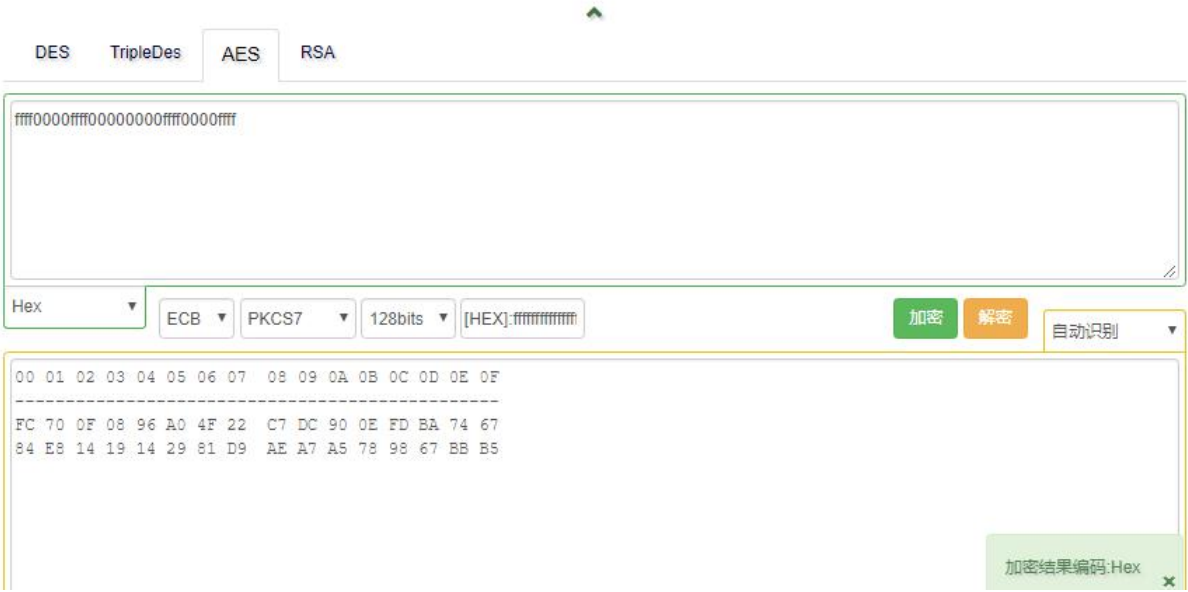 DES TripleDes AES RSA
ffff0000ffff00000000ffff0000ffff
Hex ECB PKCS7 128bits [HEX]: 加密 解密 自动识别
00 01 02 03 04 05 06 07 08 09 0A 0B 0C 0D 0E 0F
------------------------------------------------
FC 70 0F 08 96 A0 4F 22 C7 DC 90 0E FD BA 74 67
84 E8 14 19 14 29 81 D9 AE A7 A5 78 98 67 BB B5
加密结果编码:Hex